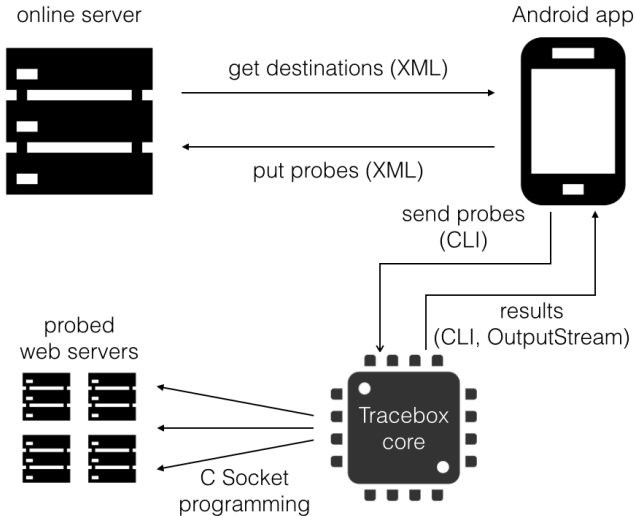 online server
Android app
get destinations (XML)
put probes (XML)
send probes
(CLI)
results
(CLI, OutputStream)
probed
web servers
Tracebox
core
C Socket
programming